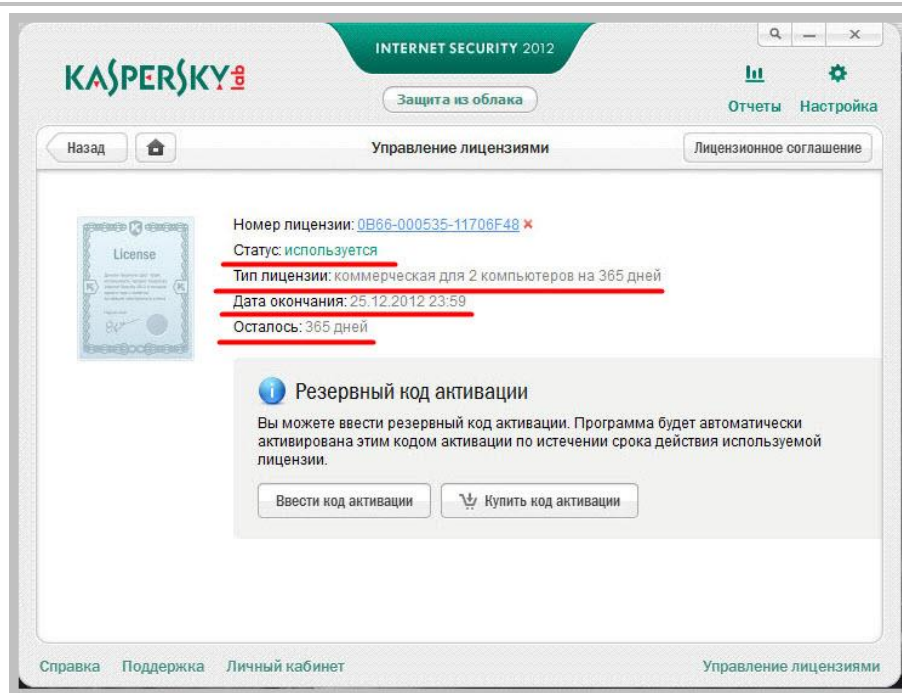 INTERNET SECURITY 2012
KASPERSKY lab
Защита из облака
Отчеты Настройка
Назад
Управление лицензиями
Лицензионное соглашение
License
Номер лицензии: 0B66-000535-11706F48
Статус: используется
Тип лицензии: коммерческая для 2 компьютеров на 365 дней
Дата окончания: 25.12.2012 23:59
Осталось: 365 дней
Резервный код активации
Вы можете ввести резервный код активации. Программа будет автоматически
активирована этим кодом активации по истечении срока действия используемой
лицензии.
Ввести код активации
Купить код активации
Справка Поддержка Личный кабинет
Управление лицензиями